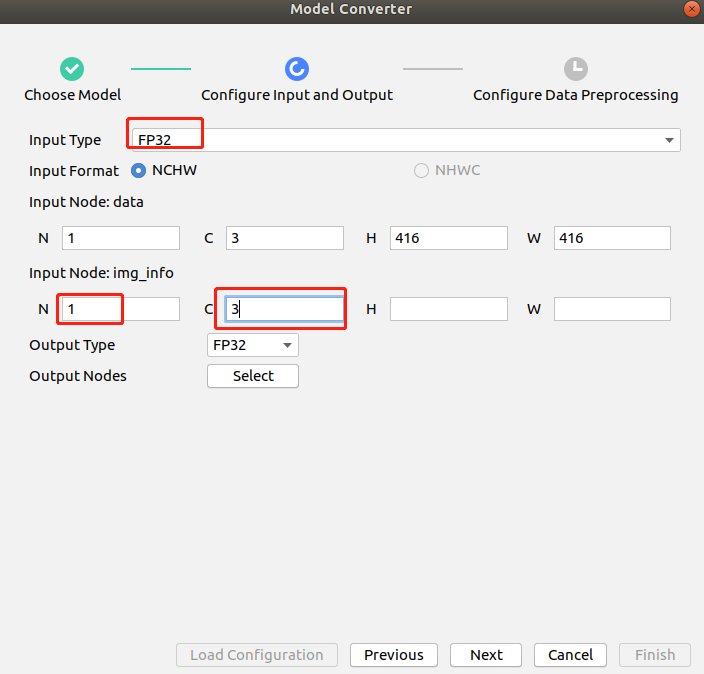 Model Converter
Choose Model
Configure Input and Output
Configure Data Preprocessing
Input Type FP32
Input Format NCHW NHWC
Input Node: data
N 1 C 3 H 416 W 416
Input Node: img_info
N 1 C 3 H W
Output Type FP32
Output Nodes Select
Load Configuration Previous Next Cancel Finish